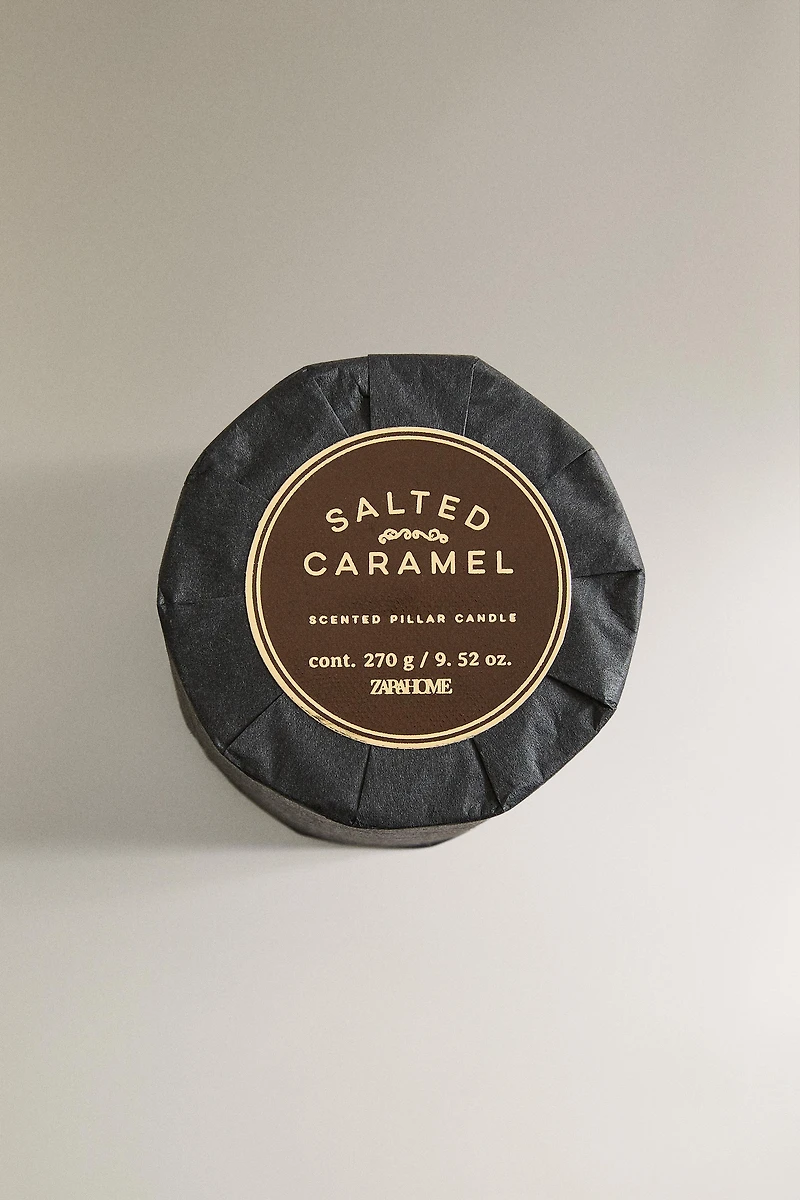 SALTED
CARAMEL
SCENTED PILLAR CANDLE
cont. 270 g / 9. 52 oz.
ZARAHOME